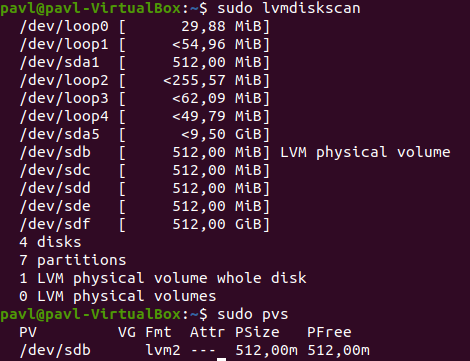 pavl@pavl-VirtualBox:~$ sudo lvmdiskscan
/dev/loop0 [ 29,88 MiB]
/dev/loop1 [ <54,96 MiB]
/dev/sda1 [ 512,00 MiB]
/dev/loop2 [ <255,57 MiB]
/dev/loop3 [ <62,09 MiB]
/dev/loop4 [ <49,79 MiB]
/dev/sda5 [ <9,50 GiB]
/dev/sdb [ 512,00 MiB] LVM physical volume
/dev/sdc [ 512,00 MiB]
/dev/sdd [ 512,00 MiB]
/dev/sde [ 512,00 MiB]
/dev/sdf [ 512,00 GiB]
4 disks
7 partitions
1 LVM physical volume whole disk
0 LVM physical volumes
pavl@pavl-VirtualBox:~$ sudo pvs
PV VG Fmt Attr PSize PFree
/dev/sdb lvm2 --- 512,00m 512,00m